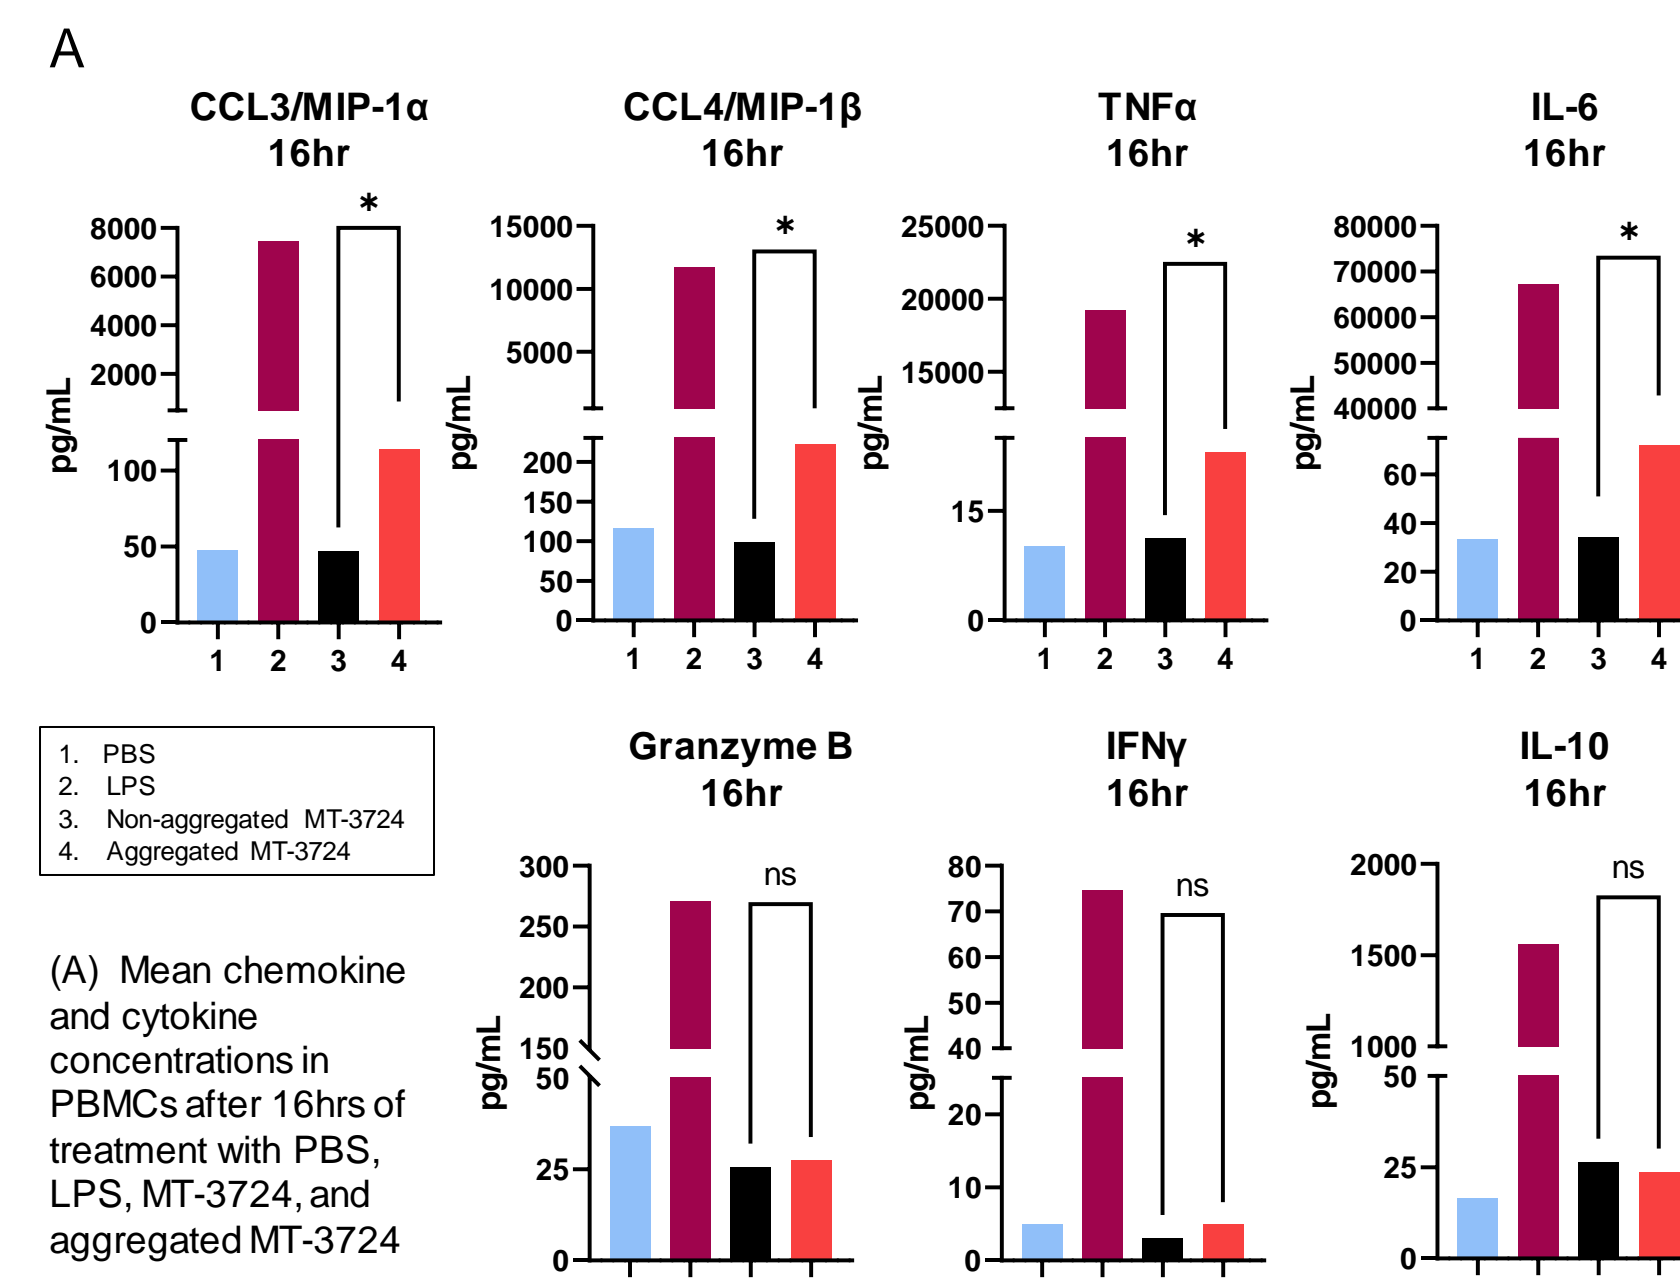 A
CCL3/MIP-1α
16hr
*
8000
6000
4000
2000
100
50
0
pg/mL
1 2 3 4
CCL4/MIP-1β
16hr
*
15000
10000
5000
200
150
100
50
0
pg/mL
1 2 3 4
TNFα
16hr
*
25000
20000
15000
15
0
pg/mL
1 2 3 4
IL-6
16hr
*
80000
70000
60000
50000
40000
60
40
20
0
pg/mL
1 2 3 4
1. PBS
2. LPS
3. Non-aggregated MT-3724
4. Aggregated MT-3724
(A) Mean chemokine
and cytokine
concentrations in
PBMCs after 16hrs of
treatment with PBS,
LPS, MT-3724, and
aggregated MT-3724
Granzyme B
16hr
ns
300
250
200
150
50
25
0
pg/mL
IFNγ
16hr
ns
80
70
60
50
40
20
10
0
pg/mL
IL-10
16hr
ns
2000
1500
1000
50
25
0
pg/mL